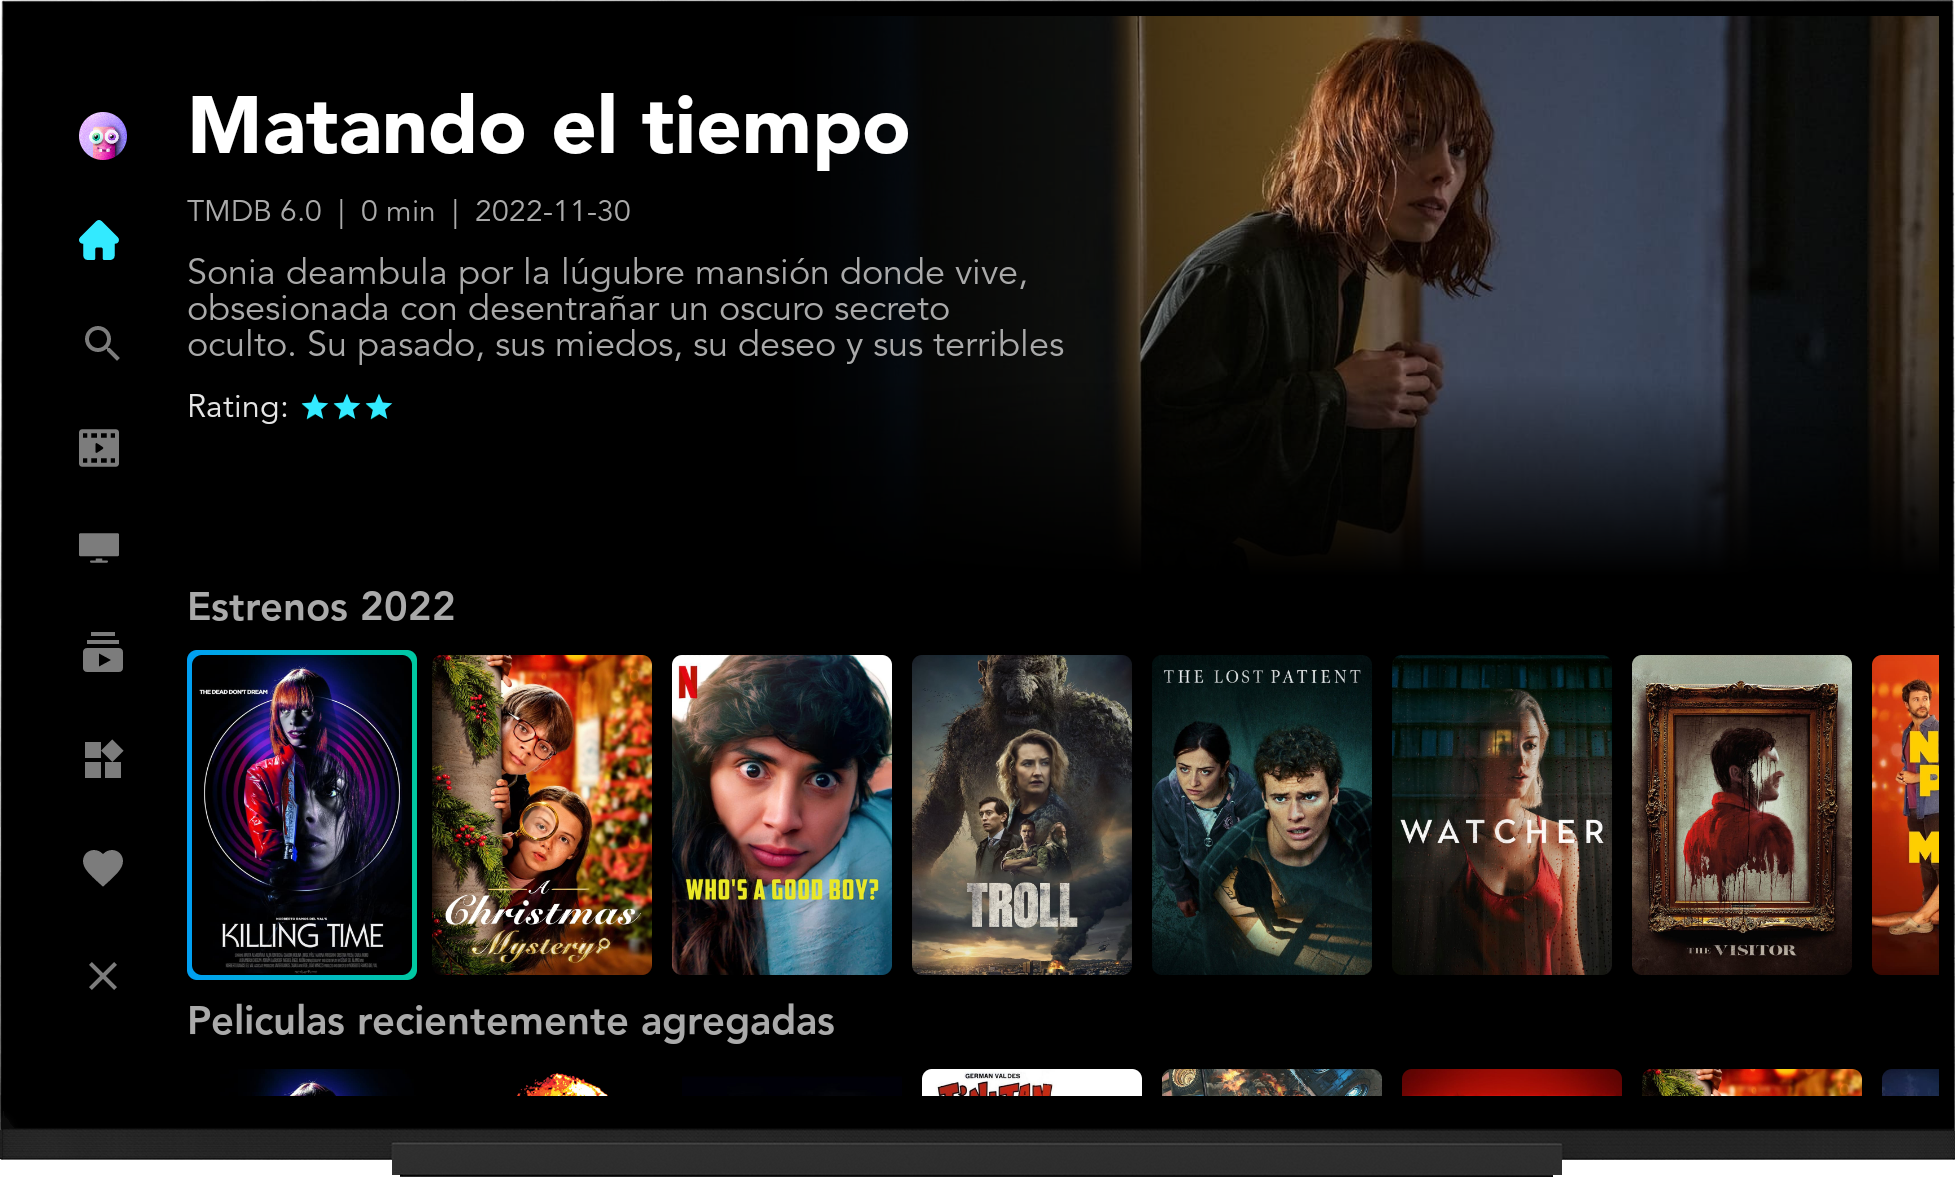 Matando el tiempo
TMDB 6.0 | 0 min | 2022-11-30
Sonia deambula por la lúgubre mansión donde vive,
obsesionada con desentrañar un oscuro secreto
oculto. Su pasado, sus miedos, su deseo y sus terribles
Rating:
Estrenos 2022
THE DEAD DON'T DREAM
KILLING TIME
A
Christmas
Mystery?
N
WHO'S A GOOD BOY?
TROLL
THE LOST PATIENT
WATCHER
THE VISITOR
N
P
M
Peliculas recientemente agregadas
GERMAN VALDES
TIN-TAN